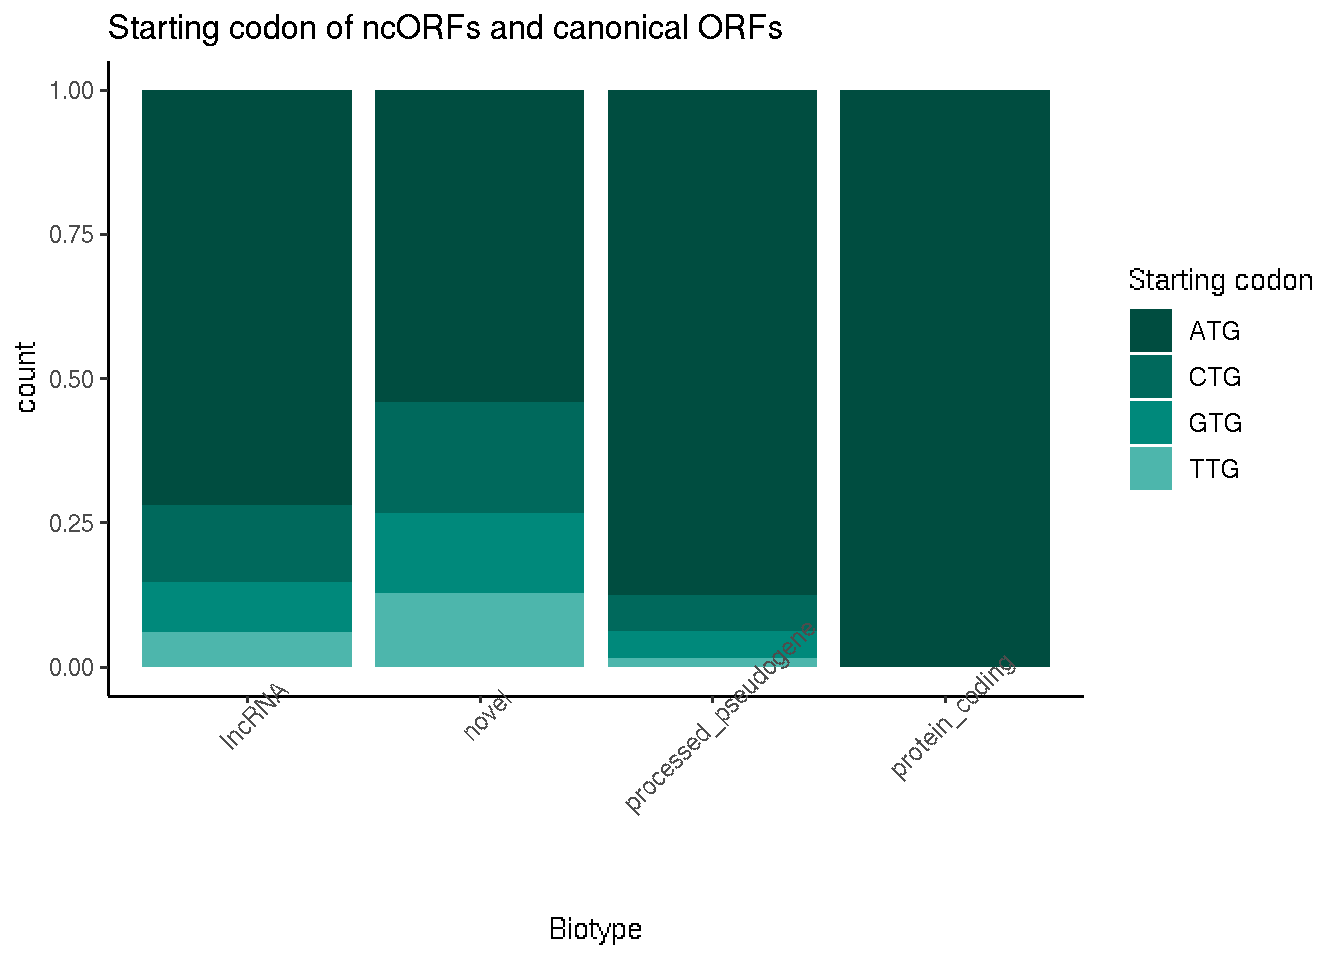 Starting codon of ncORFs and canonical ORFs
1.00
0.75
0.50
0.25
0.00
count
lncRNA
novel
processed_pseudogene
protein_coding
Biotype
Starting codon
ATG
CTG
GTG
TTG